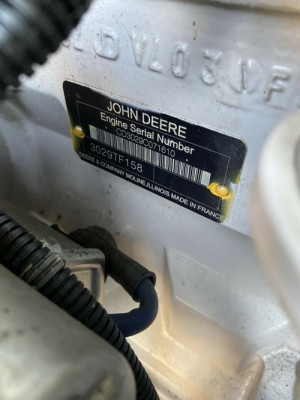 JOHN DEERE
Engine Serial Number
CD3029C071610
3029TF158
DEERE & COMPANY MOLINE,ILLINOIS MADE IN FRANCE